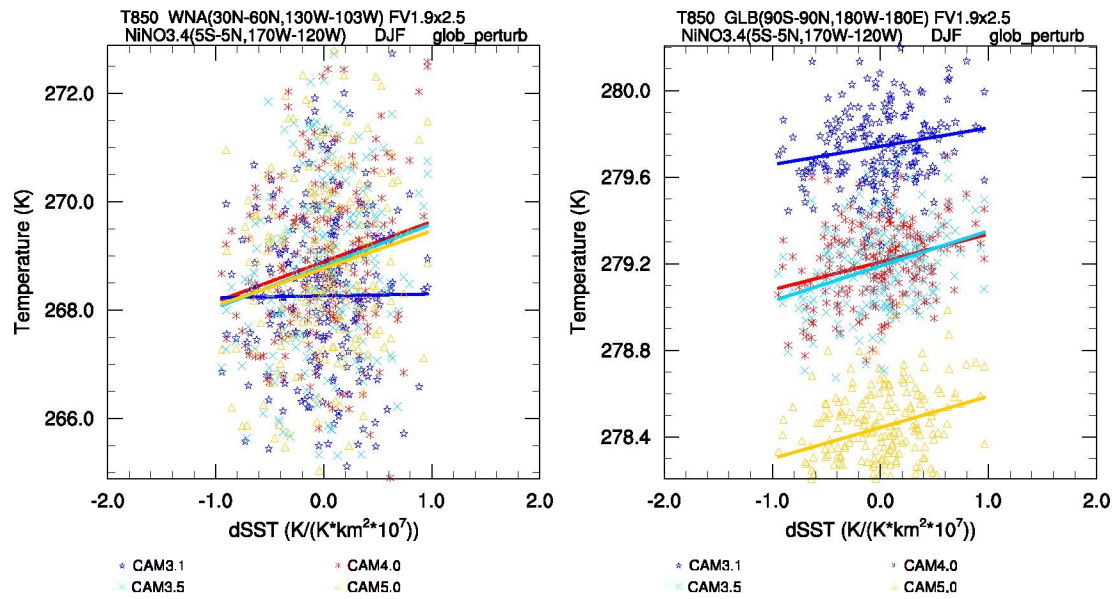 T850 WNA(30N-60N,130W-103W) FV1.9x2.5
NiNO3.4(5S-5N,170W-120W) DJF glob_perturb
272.0
270.0
268.0
266.0
Temperature (K)
-2.0 -1.0 0.0 1.0 2.0
dSST (K/(K*km²*10⁷))
CAM3.1 CAM4.0
CAM3.5 CAM5.0
T850 GLB(90S-90N,180W-180E) FV1.9x2.5
NiNO3.4(5S-5N,170W-120W) DJF glob_perturb
280.0
279.6
279.2
278.8
278.4
Temperature (K)
-2.0 -1.0 0.0 1.0 2.0
dSST (K/(K*km²*10⁷))
CAM3.1 CAM4.0
CAM3.5 CAM5.0